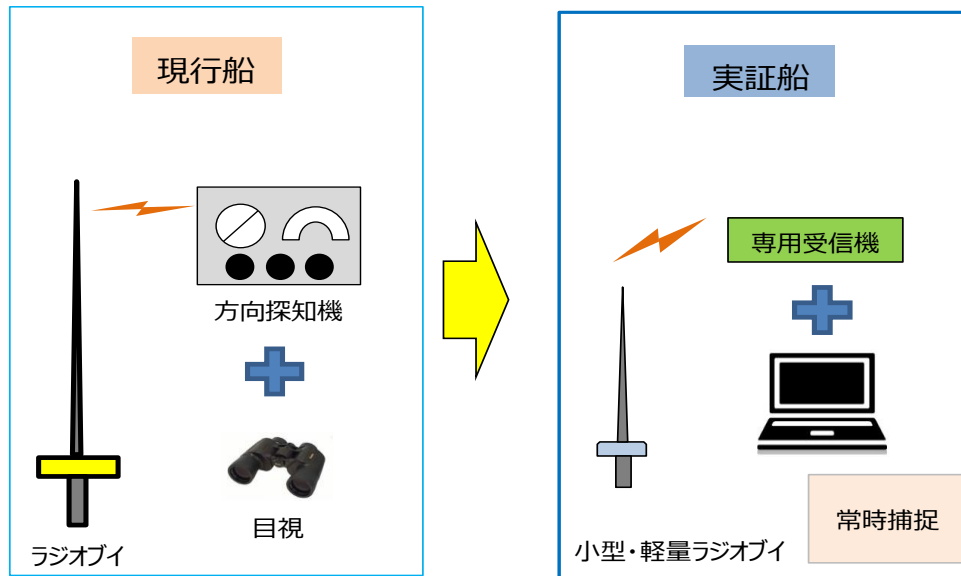 現行船
方向探知機
目視
ラジオブイ
実証船
専用受信機
小型・軽量ラジオブイ
常時捕捉